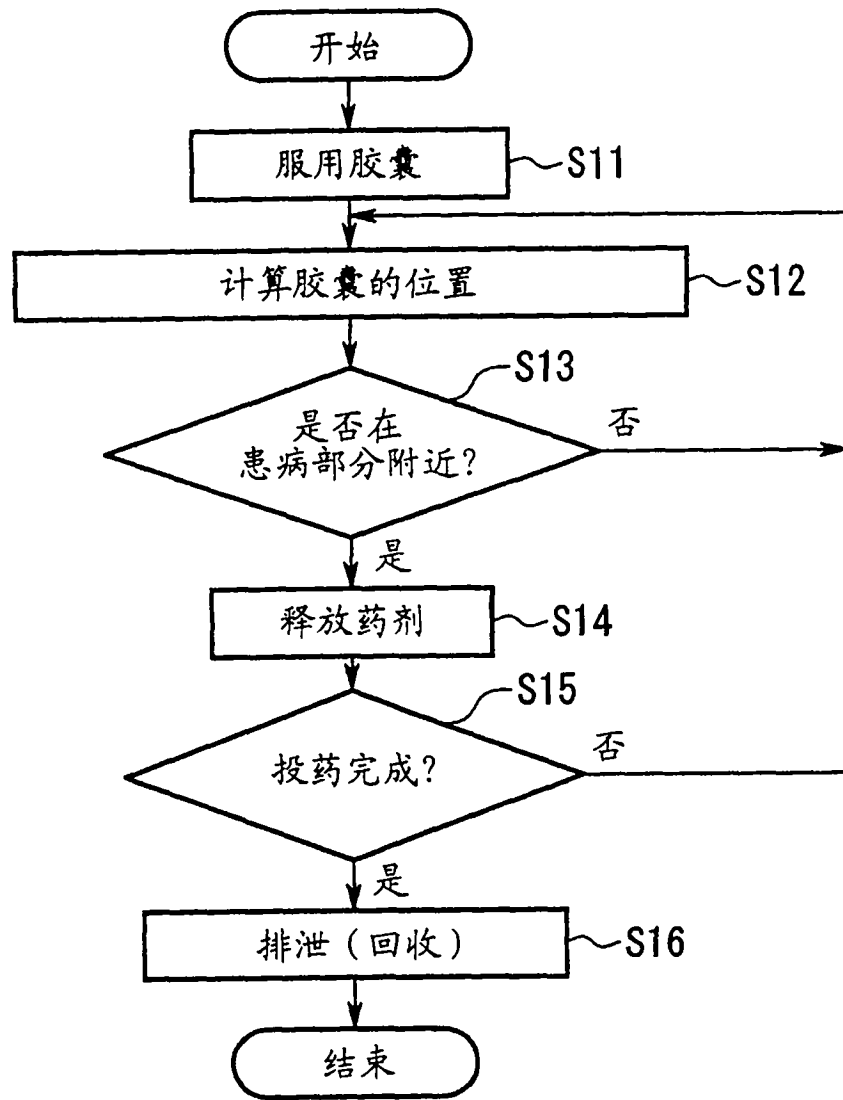 开始
服用胶囊
S11
计算胶囊的位置
S12
S13
是否在
患病部分附近?
否
是
释放药剂
S14
S15
投药完成?
否
是
排泄(回收)
S16
结束